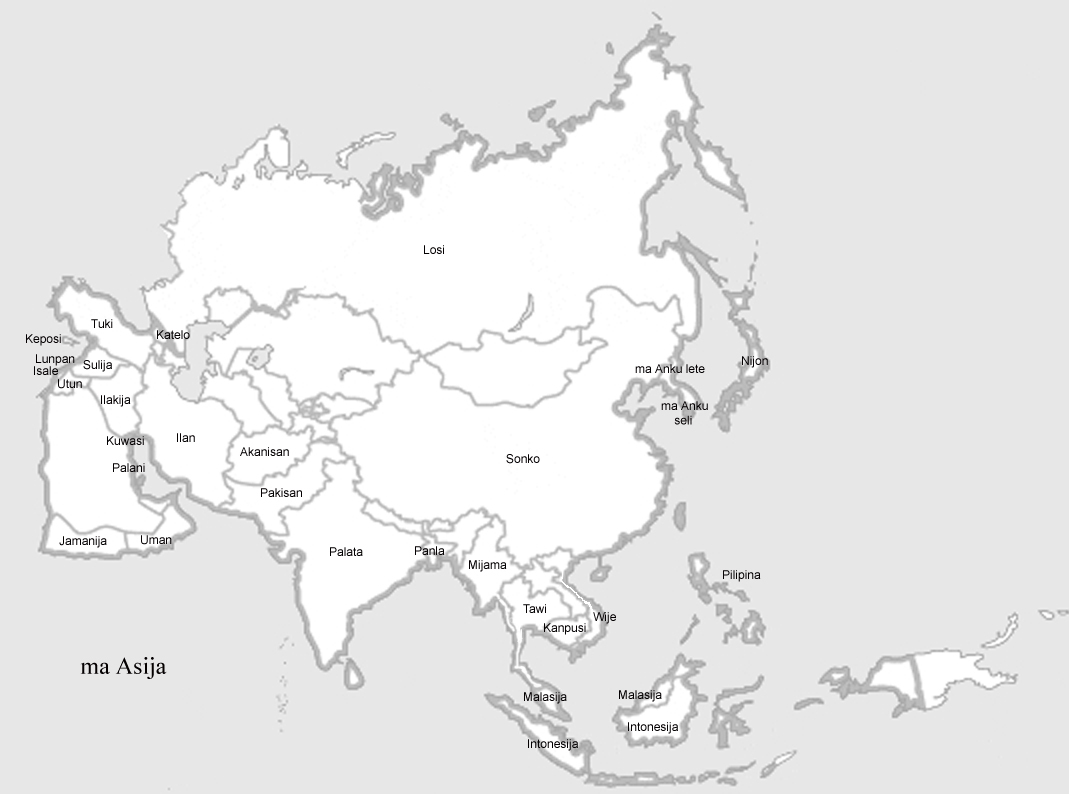 Losi
Tuki
Katelo
Keposi
Lunpan
Isale
Sulija
Utun
Ilakija
Nijon
ma Anku lete
ma Anku
seli
Kuwasi
Ilan
Akanisan
Sonko
Palani
Pakisan
Jamanija
Uman
Palata
Panla
Mijama
Pilipina
Tawi
Wije
Kanpusi
ma Asija
Malasija
Malasija
Intonesija
Intonesija